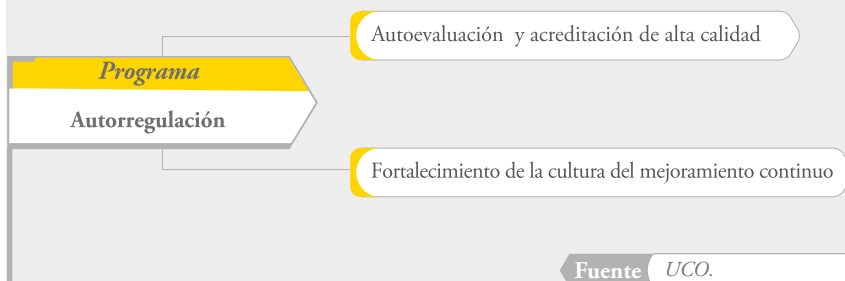 Autoevaluación y acreditación de alta calidad
Programa
Autorregulación
Fortalecimiento de la cultura del mejoramiento continuo
Fuente UCO.